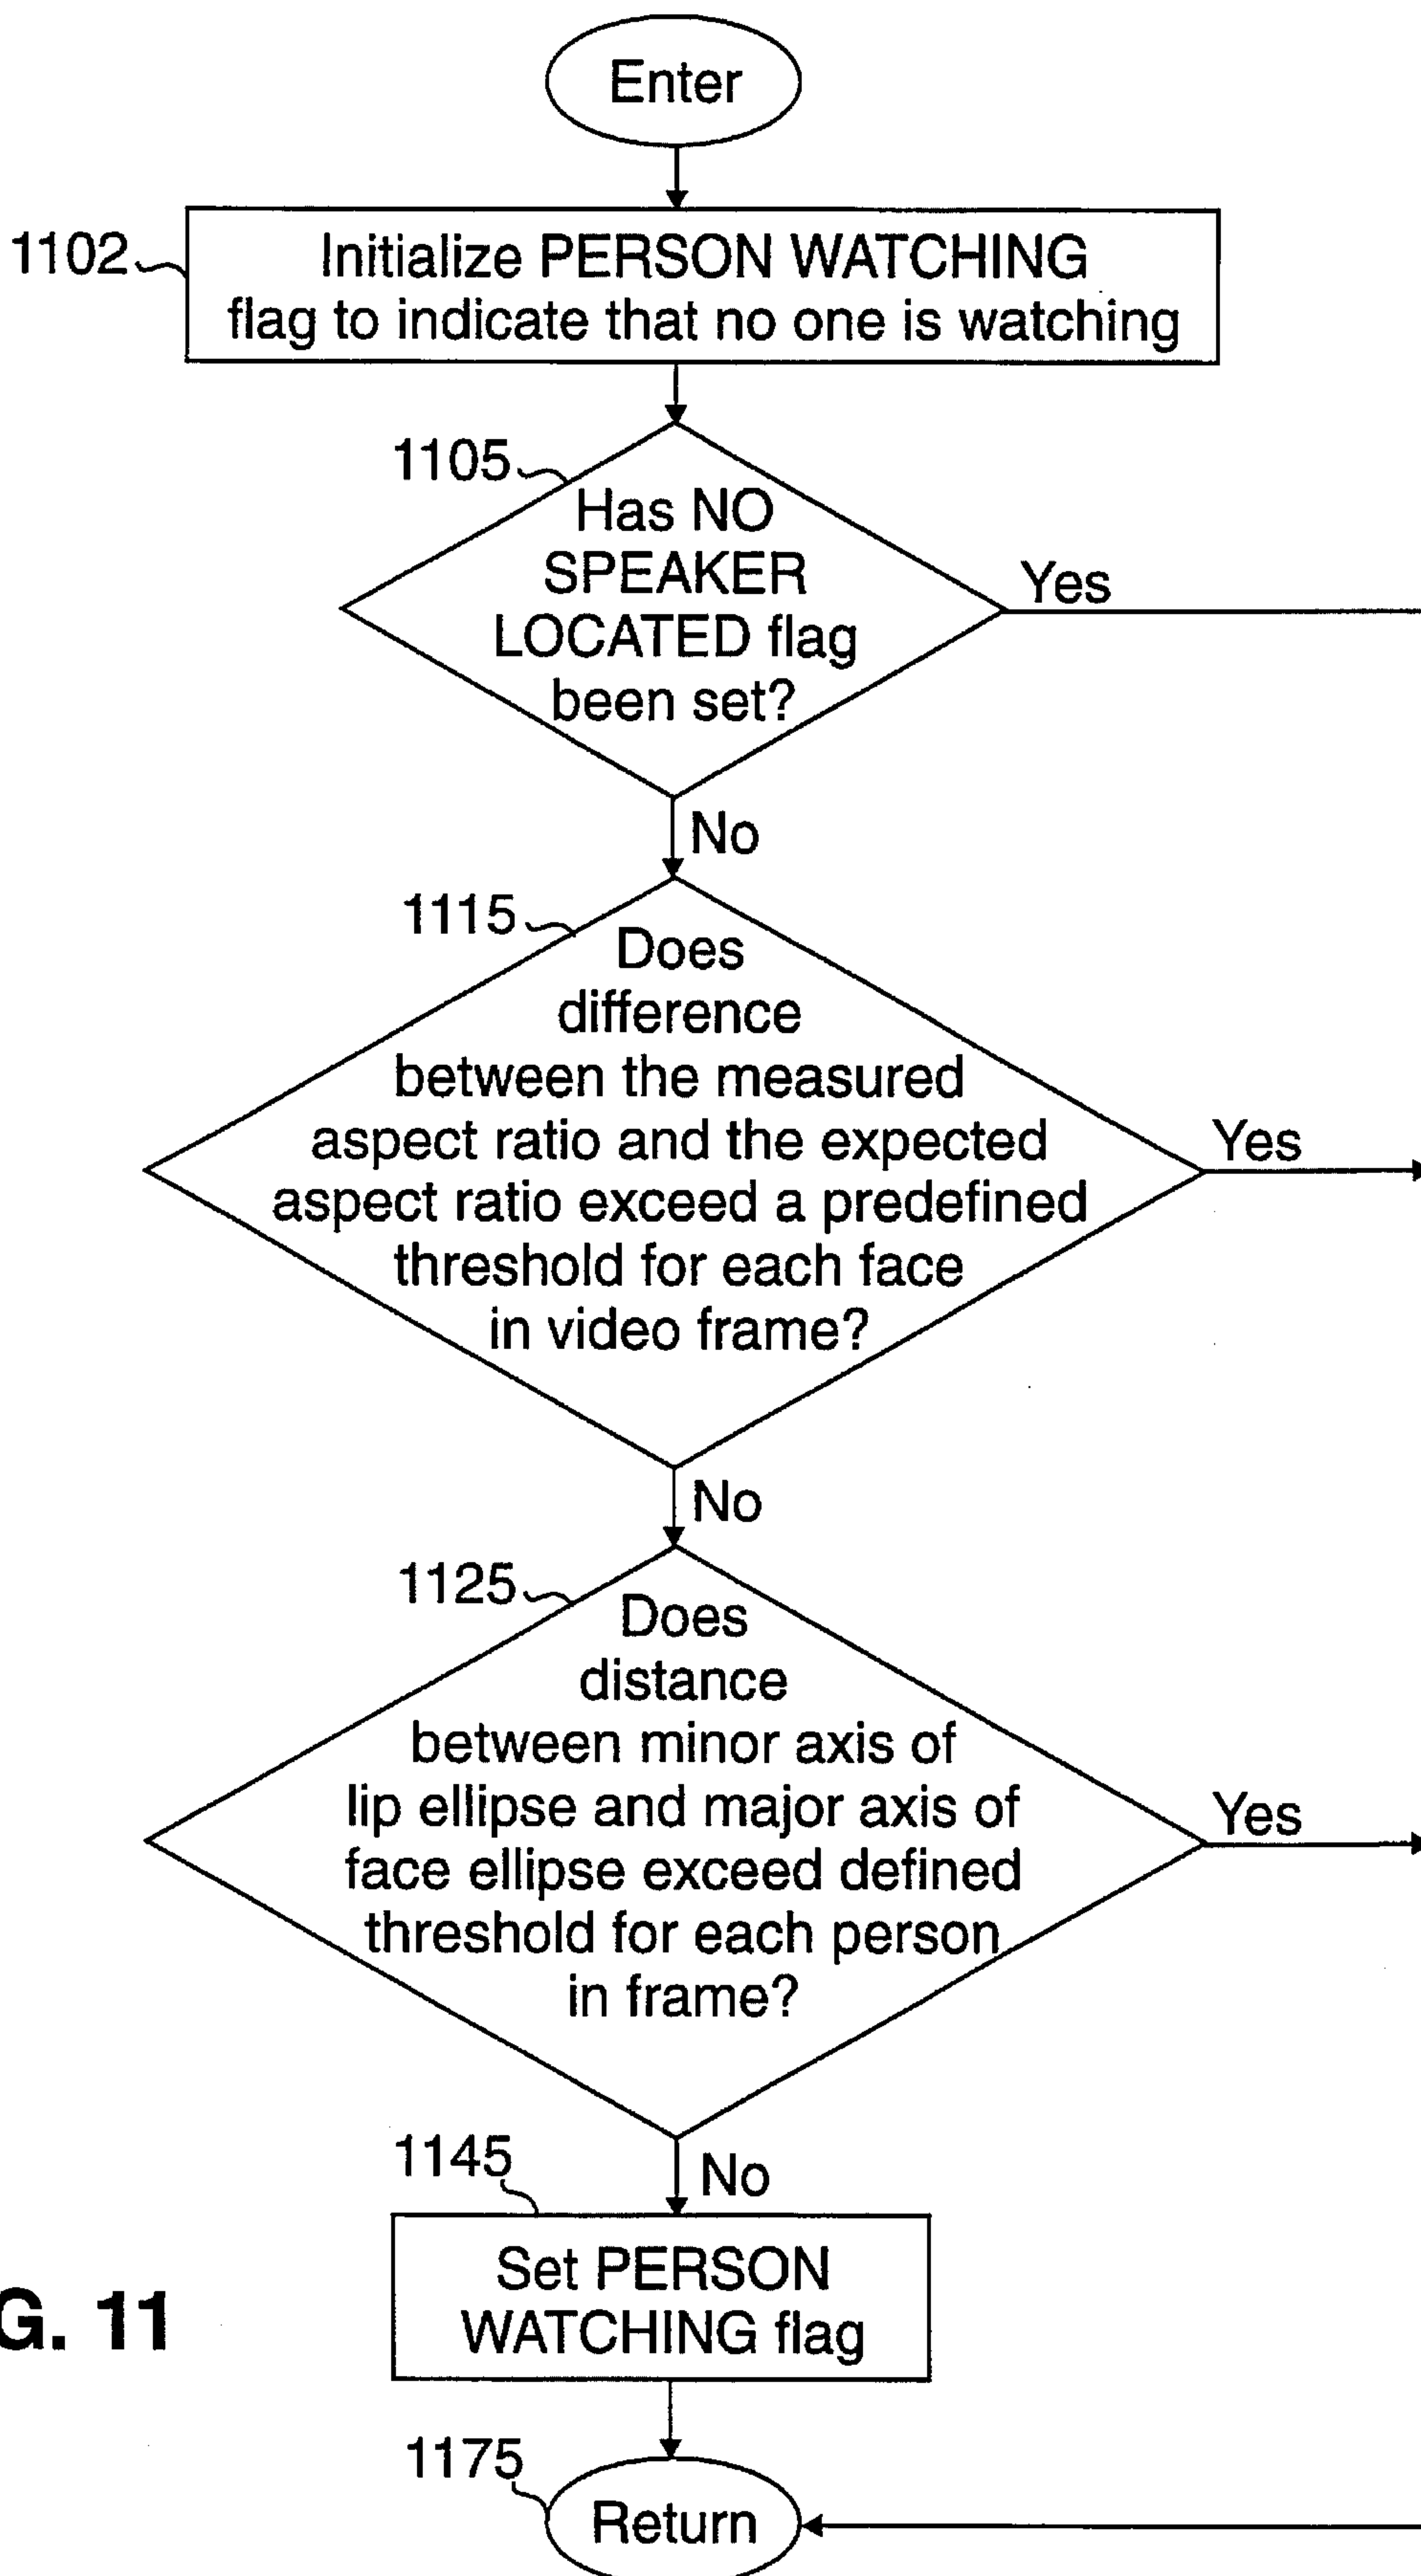 Enter
1102
Initialize PERSON WATCHING
flag to indicate that no one is watching
1105
Has NO
SPEAKER
LOCATED flag
been set?
Yes
No
1115
Does
difference
between the measured
aspect ratio and the expected
aspect ratio exceed a predefined
threshold for each face
in video frame?
Yes
No
1125
Does
distance
between minor axis of
lip ellipse and major axis of
face ellipse exceed defined
threshold for each person
in frame?
Yes
No
1145
Set PERSON
WATCHING flag
G. 11
1175
Return